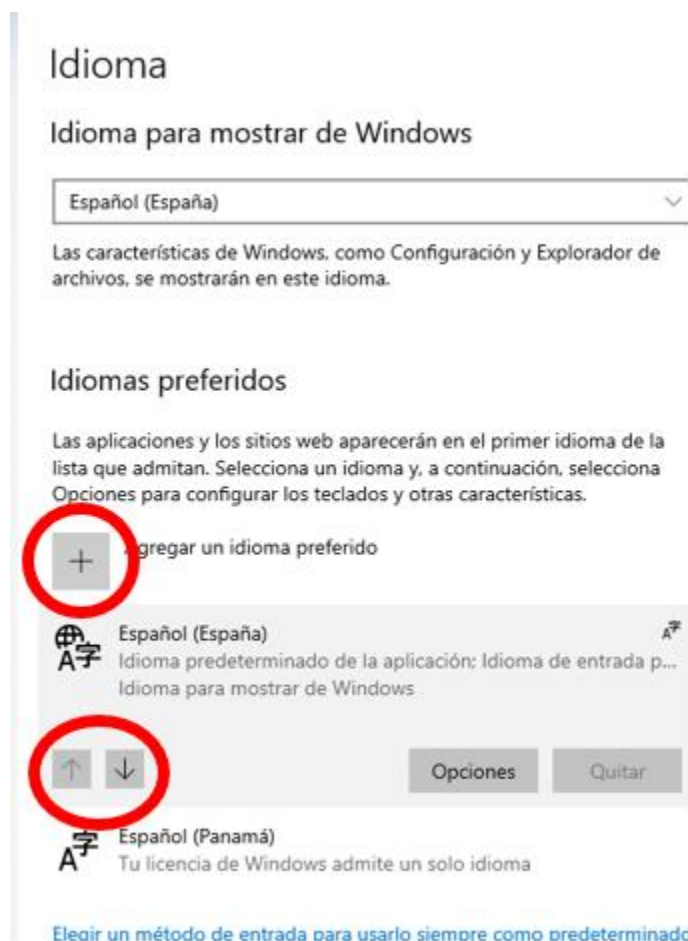 Idioma
Idioma para mostrar de Windows
Español (España)
Las características de Windows, como Configuración y Explorador de
archivos, se mostrarán en este idioma.
Idiomas preferidos
Las aplicaciones y los sitios web aparecerán en el primer idioma de la
lista que admitan. Selecciona un idioma y, a continuación, selecciona
Opciones para configurar los teclados y otras características.
Agregar un idioma preferido
Español (España)
Idioma predeterminado de la aplicación; Idioma de entrada p...
Idioma para mostrar de Windows
Opciones Quitar
Español (Panamá)
Tu licencia de Windows admite un solo idioma
Elegir un método de entrada para usarlo siempre como predeterminado